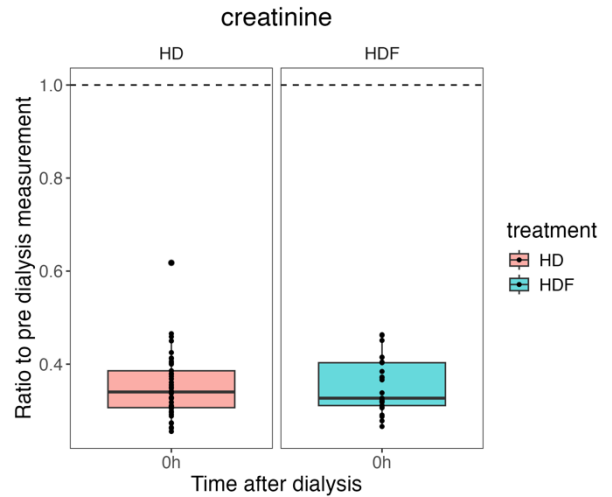 creatinine
HD
HDF
Ratio to pre dialysis measurement
1.0
0.8
0.6
0.4
0h
0h
Time after dialysis
treatment
HD
HDF